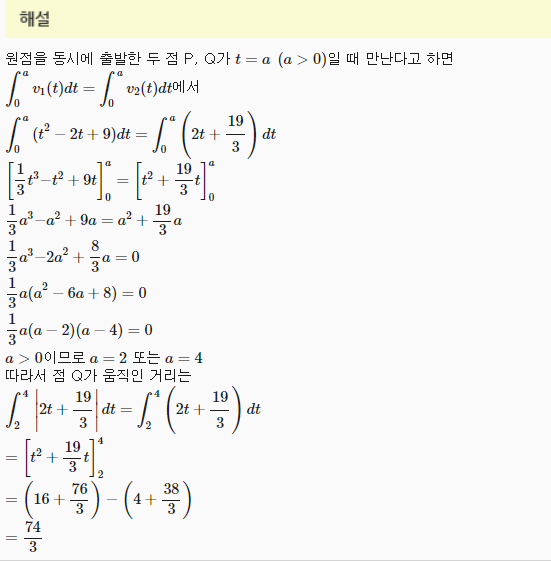 해설
원점을 동시에 출발한 두 점 P, Q가 $t=a$ $(a>0)$일 때 만난다고 하면
$\int_0^a v_1(t)dt = \int_0^a v_2(t)dt$에서
$\int_0^a (t^2-2t+9)dt = \int_0^a \left(2t+\frac{19}{3}\right)dt$
$\left[\frac{1}{3}t^3-t^2+9t\right]_0^a = \left[t^2+\frac{19}{3}t\right]_0^a$
$\frac{1}{3}a^3-a^2+9a = a^2+\frac{19}{3}a$
$\frac{1}{3}a^3-2a^2+\frac{8}{3}a = 0$
$\frac{1}{3}a(a^2-6a+8) = 0$
$\frac{1}{3}a(a-2)(a-4) = 0$
$a>0$이므로 $a=2$ 또는 $a=4$
따라서 점 Q가 움직인 거리는
$\int_2^4 \left|2t+\frac{19}{3}\right|dt = \int_2^4 \left(2t+\frac{19}{3}\right)dt$
$= \left[t^2+\frac{19}{3}t\right]_2^4$
$= \left(16+\frac{76}{3}\right)-\left(4+\frac{38}{3}\right)$
$= \frac{74}{3}$